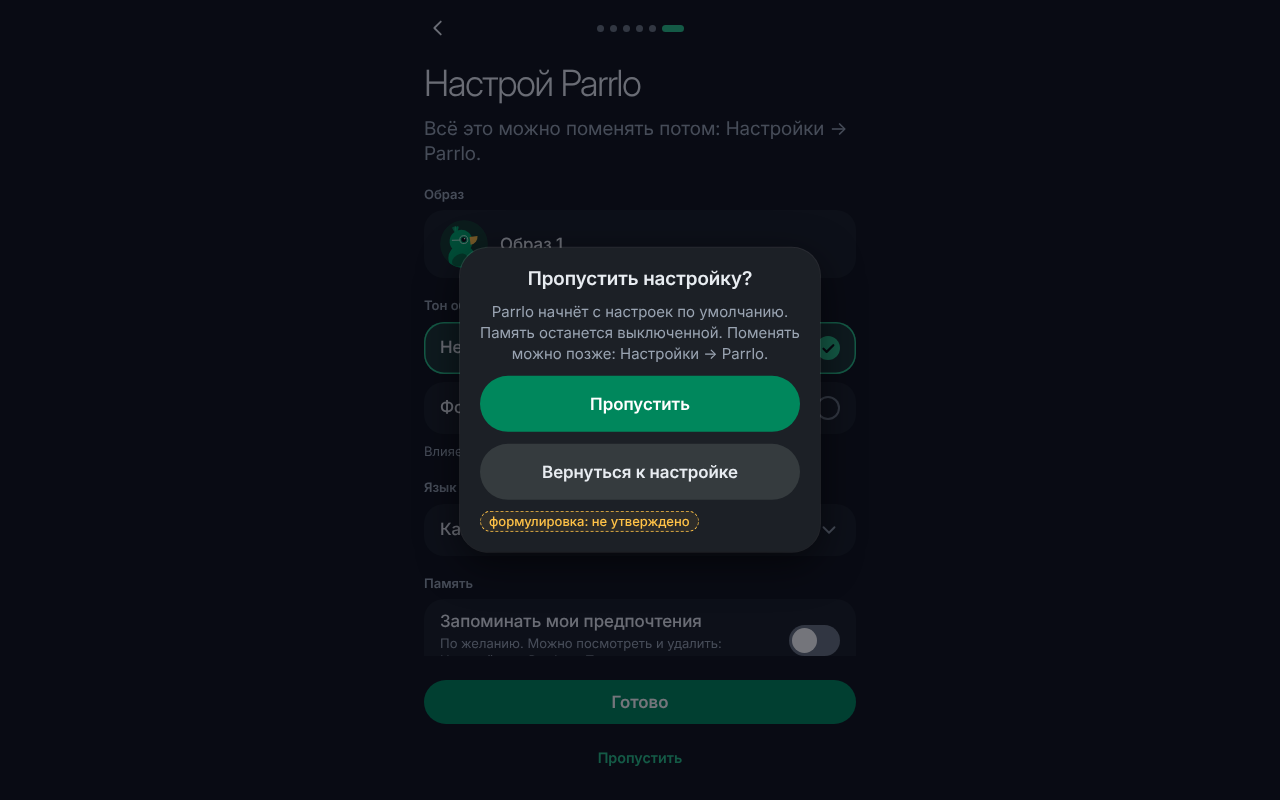 Настрой Parrlo
Всё это можно поменять потом: Настройки →
Parrlo.
Образ
Образ 1
Пропустить настройку?
Parrlo начнёт с настроек по умолчанию.
Память останется выключенной. Поменять
можно позже: Настройки → Parrlo.
Пропустить
Вернуться к настройке
формулировка: не утверждено
Тон
Язык
Память
Запоминать мои предпочтения
По желанию. Можно посмотреть и удалить:
Готово
Пропустить